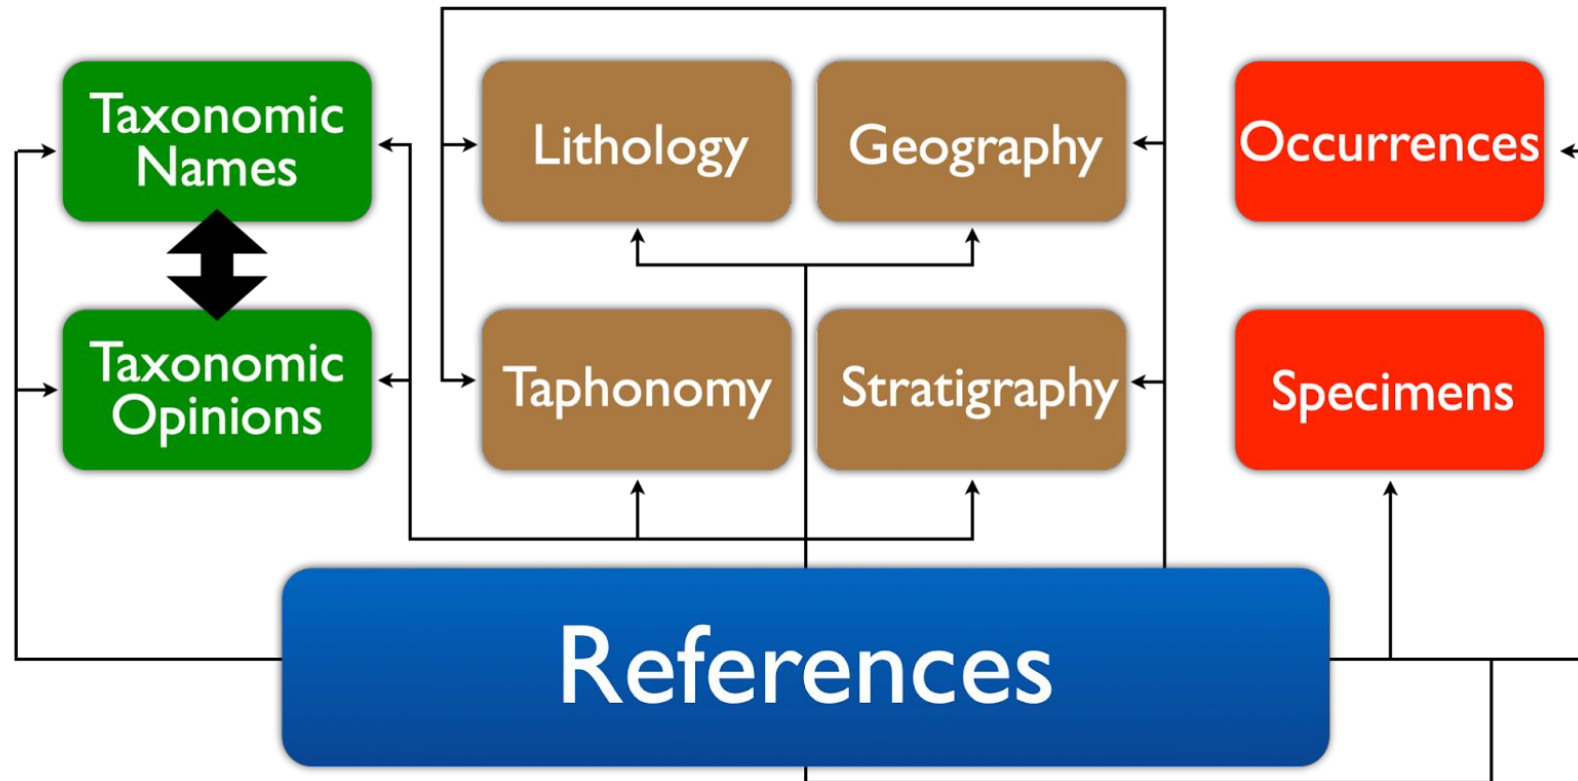 Taxonomic
Names
Lithology
Geography
Occurrences
Taxonomic
Opinions
Taphonomy
Stratigraphy
Specimens
References